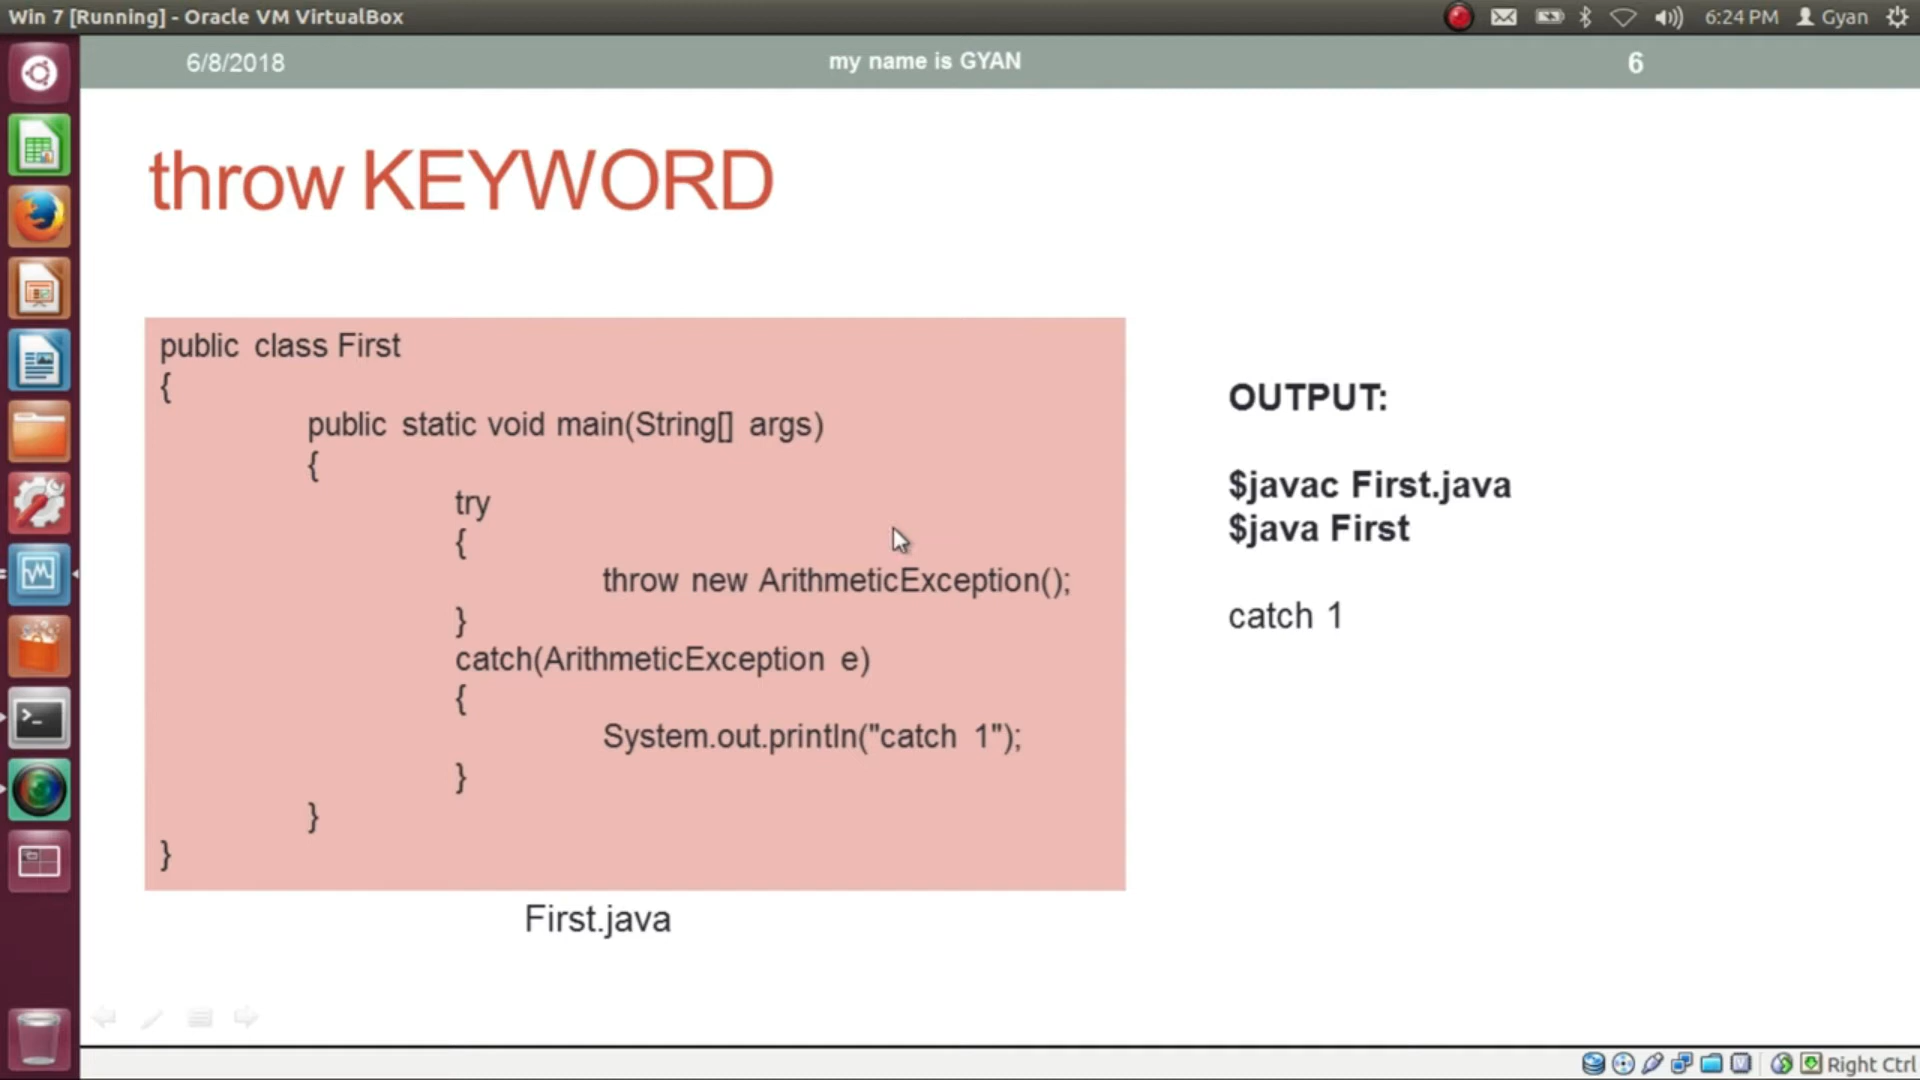 Win 7 [Running] - Oracle VM VirtualBox
6:24 PM Gyan
6/8/2018
my name is GYAN
6
throw KEYWORD
public class First
{
public static void main(String[] args)
{
try
{
throw new ArithmeticException();
}
catch(ArithmeticException e)
{
System.out.println("catch 1");
}
}
}
First.java
OUTPUT:
$javac First.java
$java First
catch 1
Right Ctrl